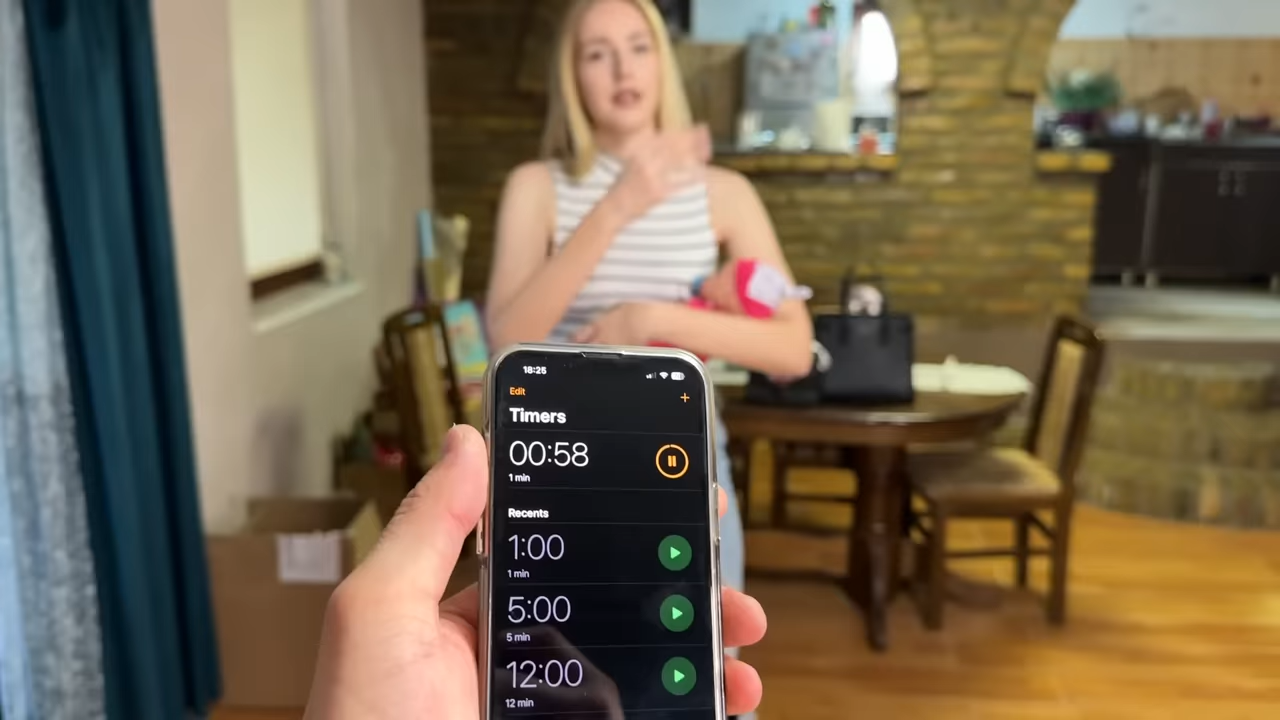 18:25
Edit
+
Timers
00:58
1 min
Recents
1:00
1 min
5:00
5 min
12:00
12 min